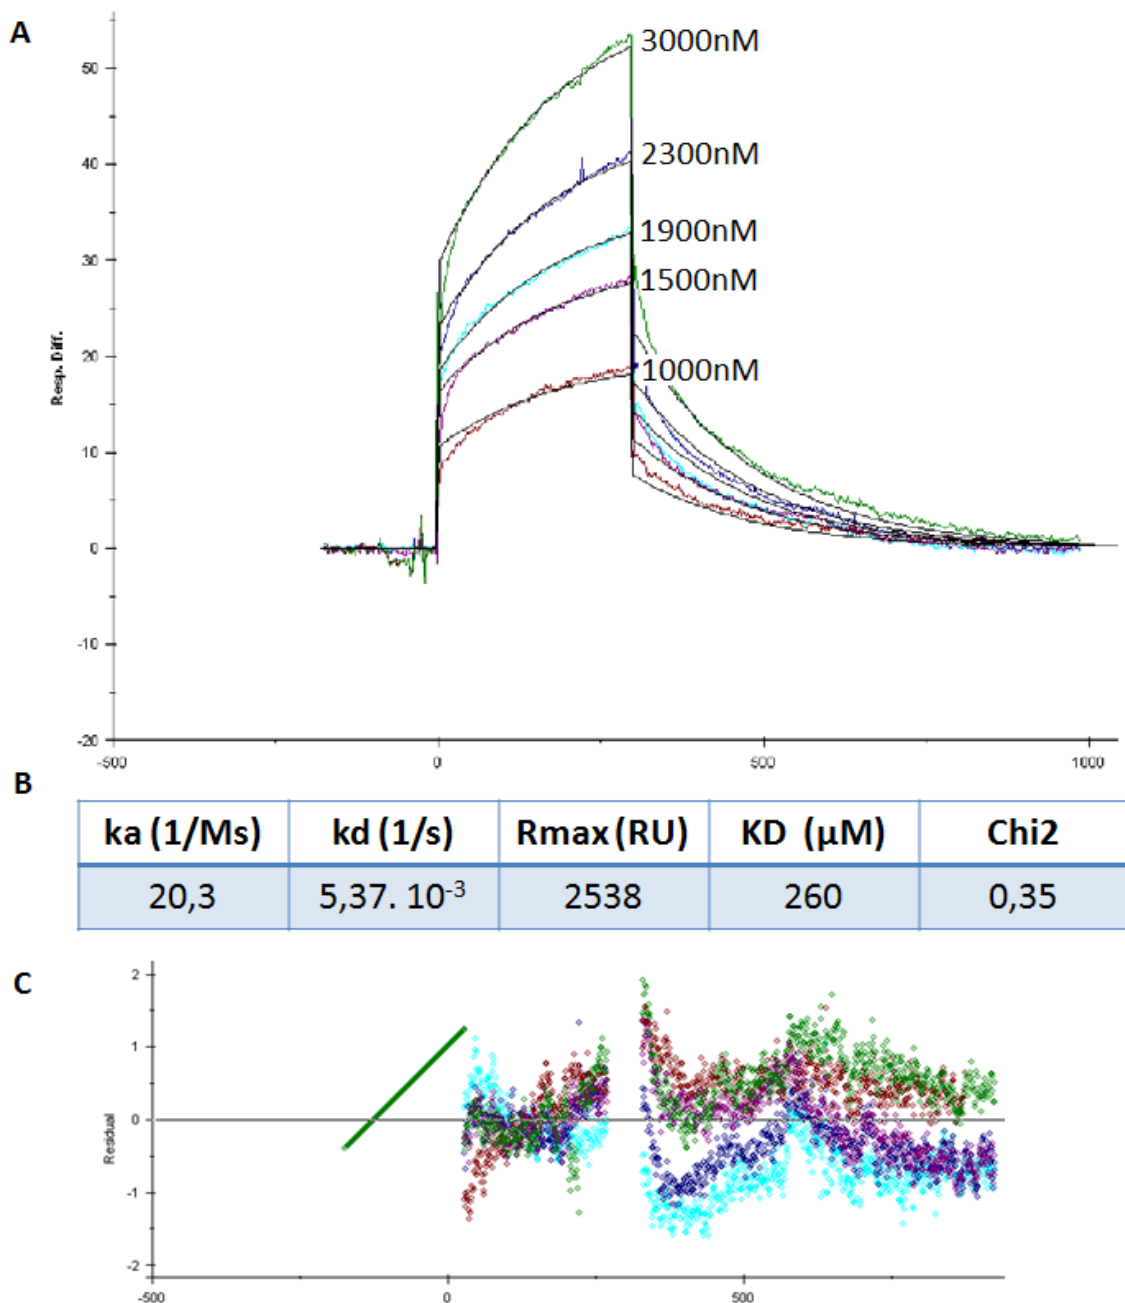 A
3000nM
50
2300nM
40
1900nM
30
1500nM
Resp. Diff.
20
1000nM
10
0
-10
-20
-500 0 500 1000
B
ka (1/Ms) kd (1/s) Rmax (RU) KD (µM) Chi2
20,3 5,37. 10⁻³ 2538 260 0,35
C
2
1
0
Residual
-1
-2
-500 0 500